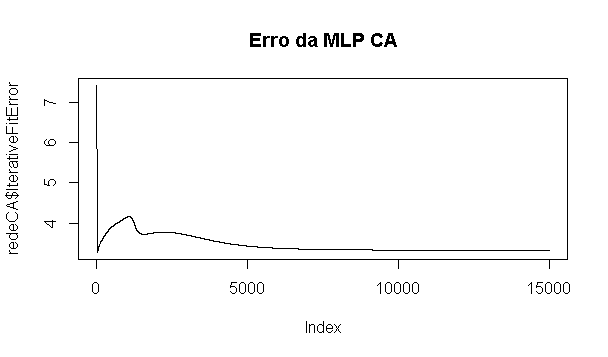 Erro da MLP CA
redeCA$IterativeFitError
7
6
5
4
0 5000 10000 15000
Index